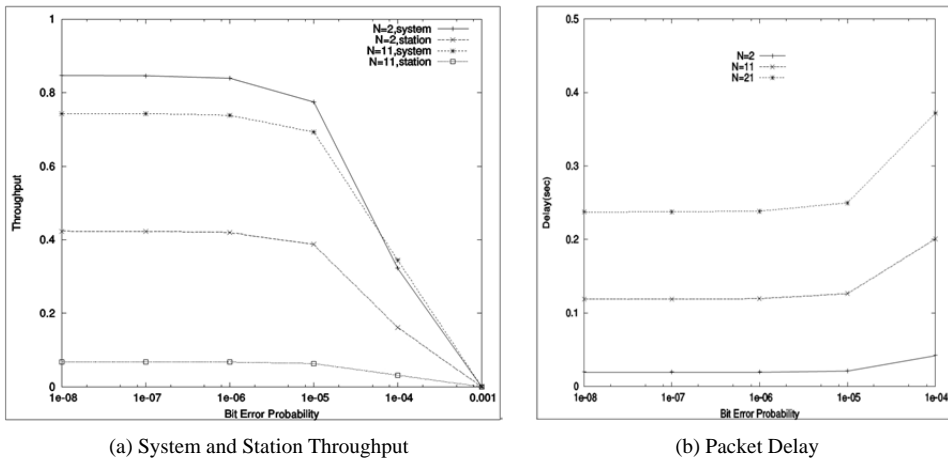 N=2,system
N=2,station
N=11,system
N=11,station
1
0.8
0.6
0.4
0.2
0
Throughput
1e-08 1e-07 1e-06 1e-05 1e-04 0.001
Bit Error Probability
(a) System and Station Throughput
N=2
N=11
N=21
0.5
0.4
0.3
0.2
0.1
0
Delay(sec)
1e-08 1e-07 1e-06 1e-05 1e-04
Bit Error Probability
(b) Packet Delay